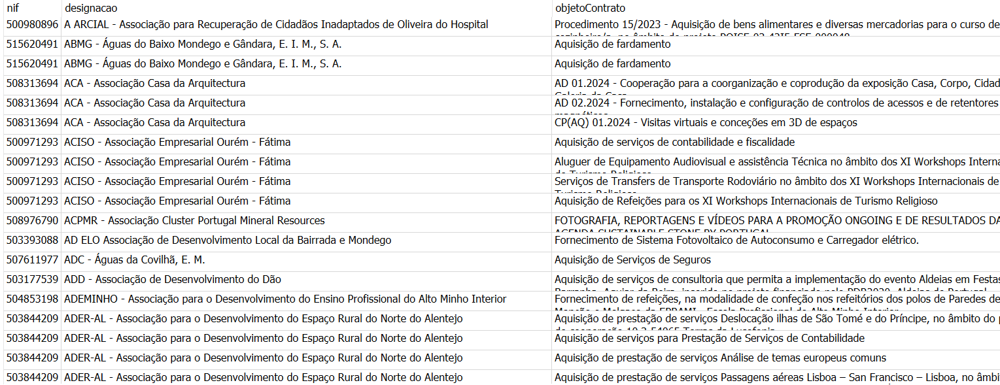 nif designacao objetoContrato
500980896 A ARCIAL - Associação para Recuperação de Cidadãos Inadaptados de Oliveira do Hospital Procedimento 15/2023 - Aquisição de bens alimentares e diversas mercadorias para o curso de
515620491 ABMG - Águas do Baixo Mondego e Gândara, E. I. M., S. A. Aquisição de fardamento
515620491 ABMG - Águas do Baixo Mondego e Gândara, E. I. M., S. A. Aquisição de fardamento
508313694 ACA - Associação Casa da Arquitectura AD 01.2024 - Cooperação para a coorganização e coprodução da exposição Casa, Corpo, Cidad
508313694 ACA - Associação Casa da Arquitectura AD 02.2024 - Fornecimento, instalação e configuração de controlos de acessos e de retentores
508313694 ACA - Associação Casa da Arquitectura CP(AQ) 01.2024 - Visitas virtuais e conceções em 3D de espaços
500971293 ACISO - Associação Empresarial Ourém - Fátima Aquisição de serviços de contabilidade e fiscalidade
500971293 ACISO - Associação Empresarial Ourém - Fátima Aluguer de Equipamento Audiovisual e assistência Técnica no âmbito dos XI Workshops Interna
500971293 ACISO - Associação Empresarial Ourém - Fátima Serviços de Transfers de Transporte Rodoviário no âmbito dos XI Workshops Internacionais de
500971293 ACISO - Associação Empresarial Ourém - Fátima Aquisição de Refeições para os XI Workshops Internacionais de Turismo Religioso
508976790 ACPMR - Associação Cluster Portugal Mineral Resources FOTOGRAFIA, REPORTAGENS E VÍDEOS PARA A PROMOÇÃO ONGOING E DE RESULTADOS DA
503393088 AD ELO Associação de Desenvolvimento Local da Bairrada e Mondego Fornecimento de Sistema Fotovoltaico de Autoconsumo e Carregador elétrico.
507611977 ADC - Águas da Covilhã, E. M. Aquisição de Serviços de Seguros
503177539 ADD - Associação de Desenvolvimento do Dão Aquisição de serviços de consultoria que permita a implementação do evento Aldeias em Festas
504853198 ADEMINHO - Associação para o Desenvolvimento do Ensino Profissional do Alto Minho Interior Fornecimento de refeições, na modalidade de confeção nos refeitórios dos polos de Paredes de
503844209 ADER-AL - Associação para o Desenvolvimento do Espaço Rural do Norte do Alentejo Aquisição de prestação de serviços Deslocação ilhas de São Tomé e do Príncipe, no âmbito do p
503844209 ADER-AL - Associação para o Desenvolvimento do Espaço Rural do Norte do Alentejo Aquisição de serviços para Prestação de Serviços de Contabilidade
503844209 ADER-AL - Associação para o Desenvolvimento do Espaço Rural do Norte do Alentejo Aquisição de prestação de serviços Análise de temas europeus comuns
503844209 ADER-AL - Associação para o Desenvolvimento do Espaço Rural do Norte do Alentejo Aquisição de prestação de serviços Passagens aéreas Lisboa – San Francisco – Lisboa, no âmbi